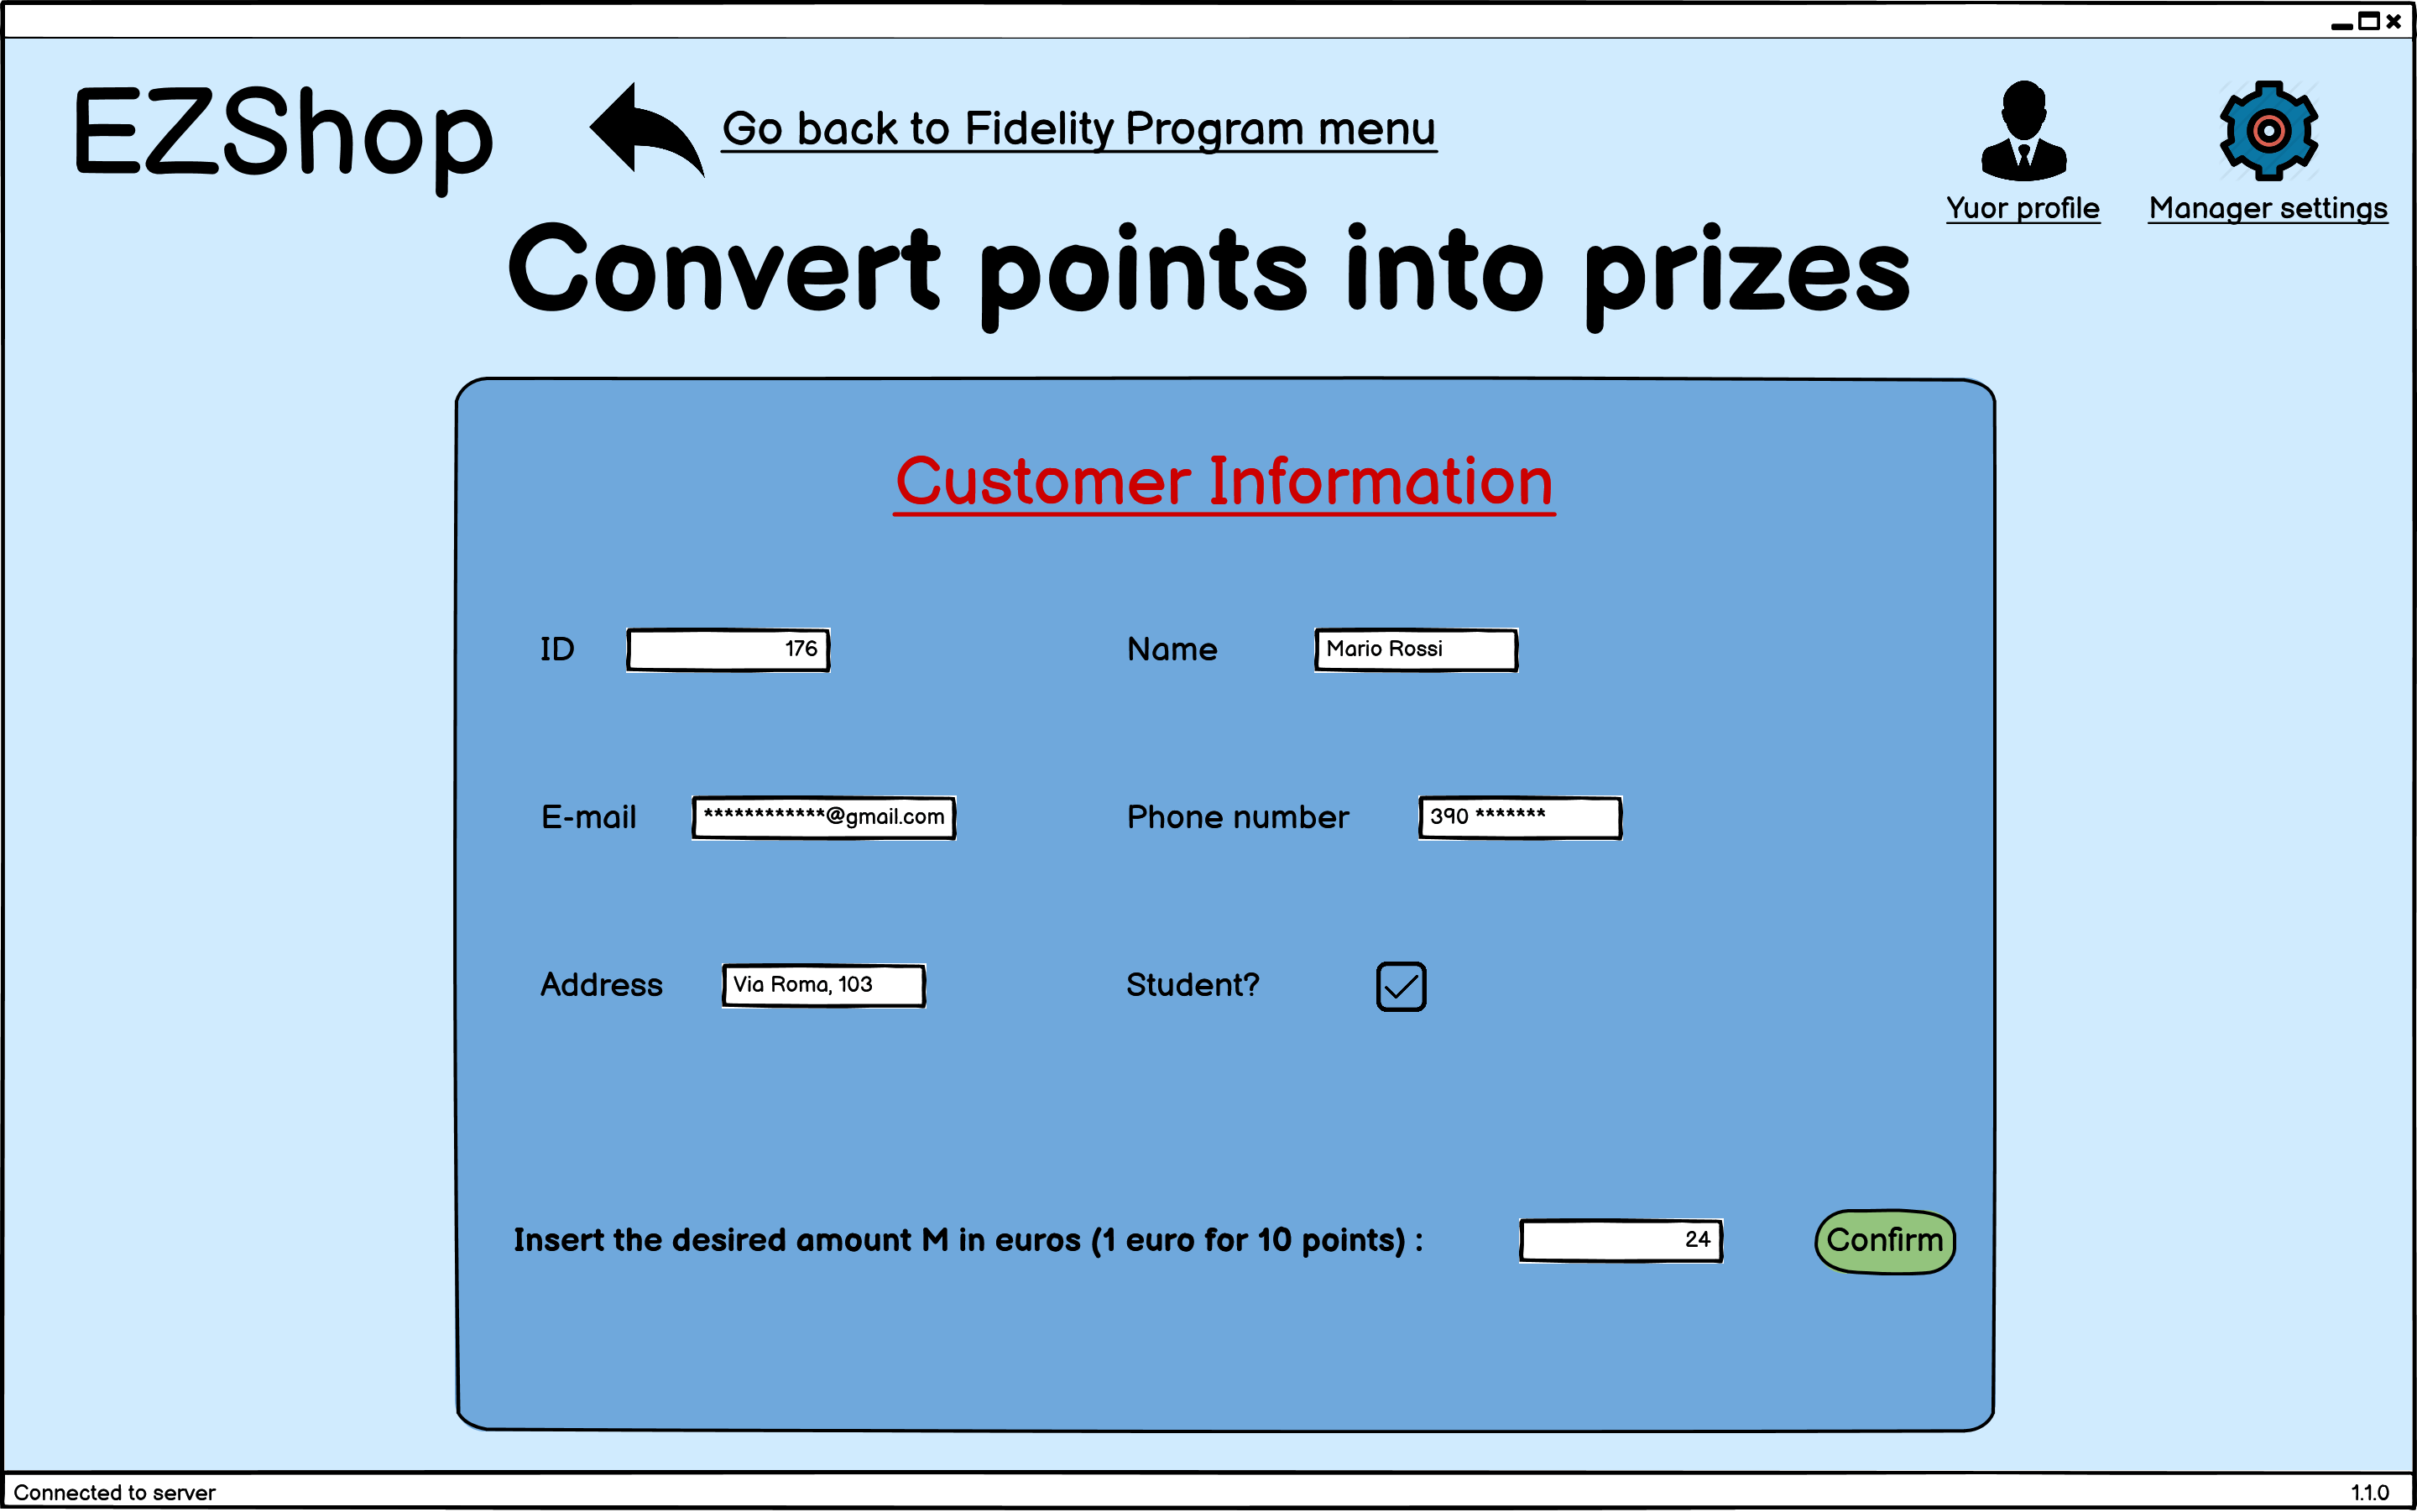 EZShop
Go back to Fidelity Program menu
Yuor profile
Manager settings
Convert points into prizes
Customer Information
ID 176 Name Mario Rossi
E-mail ************@gmail.com Phone number 390 *******
Address Via Roma, 103 Student?
Insert the desired amount M in euros (1 euro for 10 points) : 24 Confirm
Connected to server 1.1.0